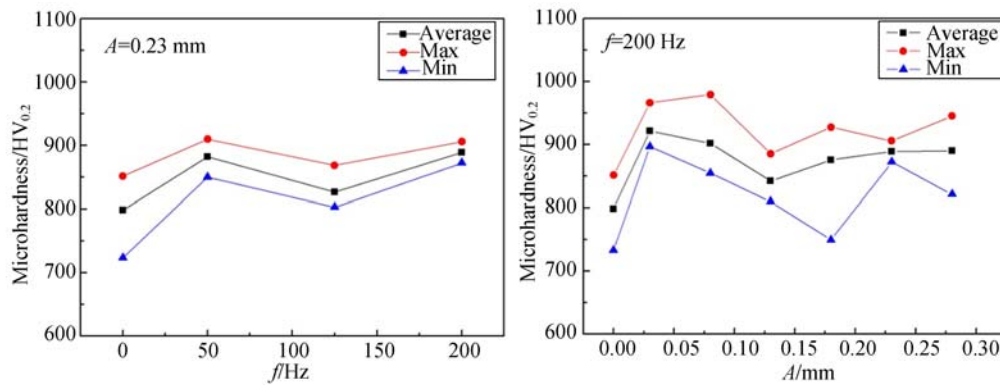 1100
1000
900
800
700
600
Microhardness/HV0.2
A=0.23 mm
Average
Max
Min
0 50 100 150 200
f/Hz
1100
1000
900
800
700
600
Microhardness/HV0.2
f=200 Hz
Average
Max
Min
0.00 0.05 0.10 0.15 0.20 0.25 0.30
A/mm